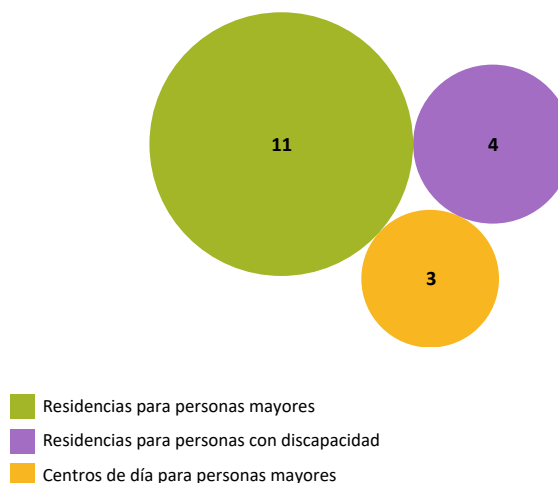 11
4
3
Residencias para personas mayores
Residencias para personas con discapacidad
Centros de día para personas mayores